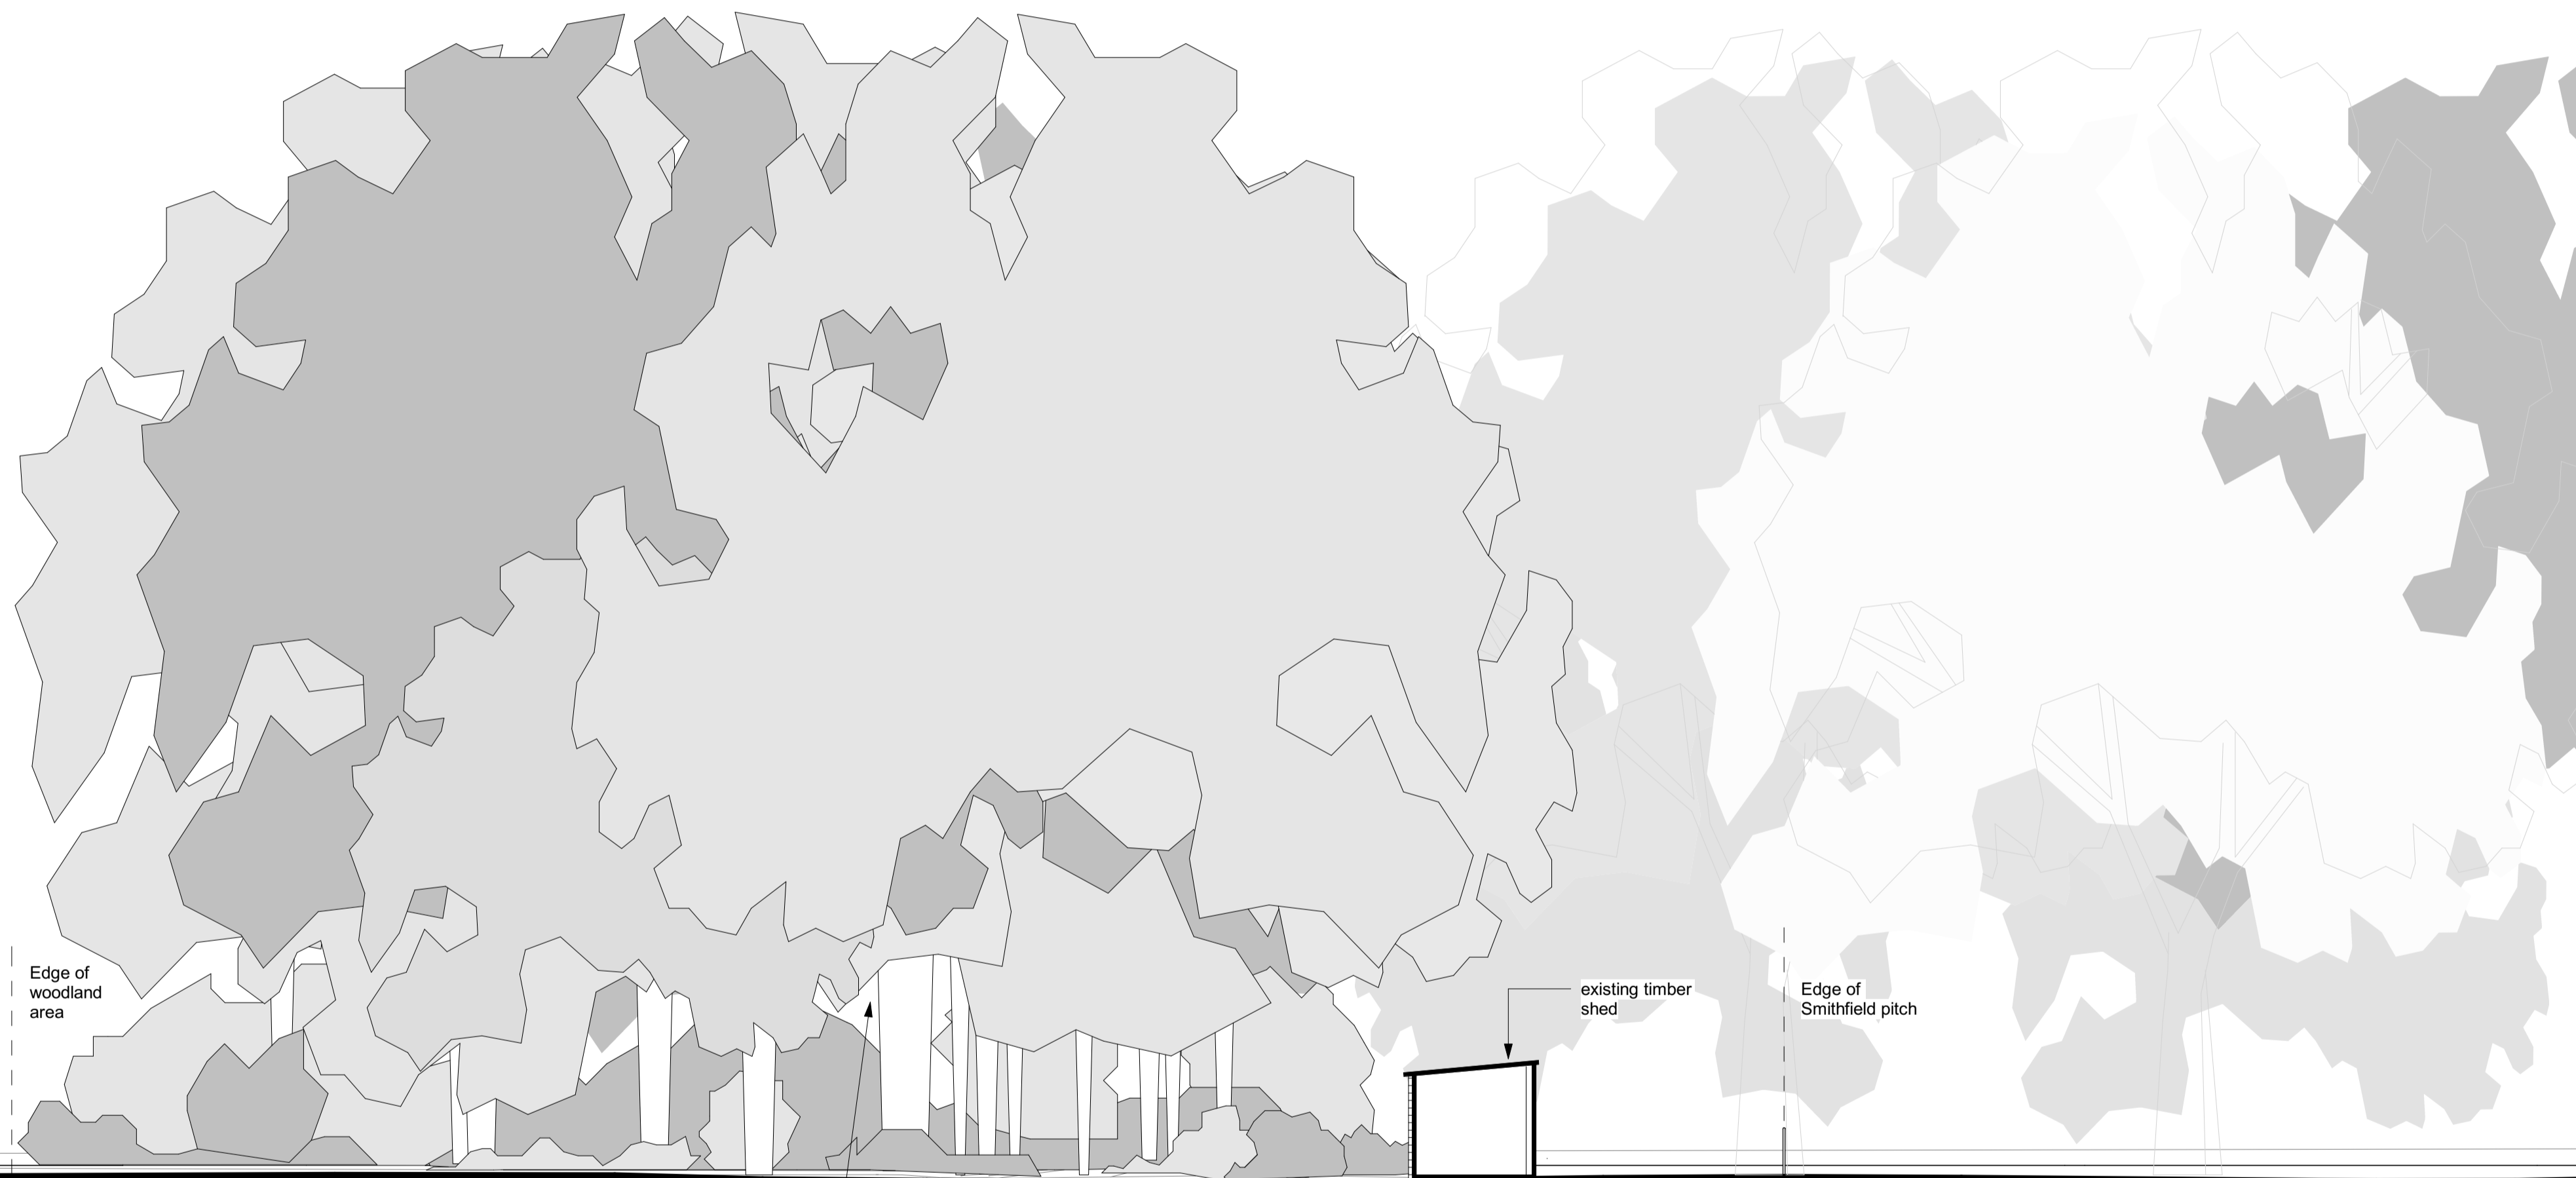 Edge of
woodland
area
existing timber
shed
Edge of
Smithfield pitch